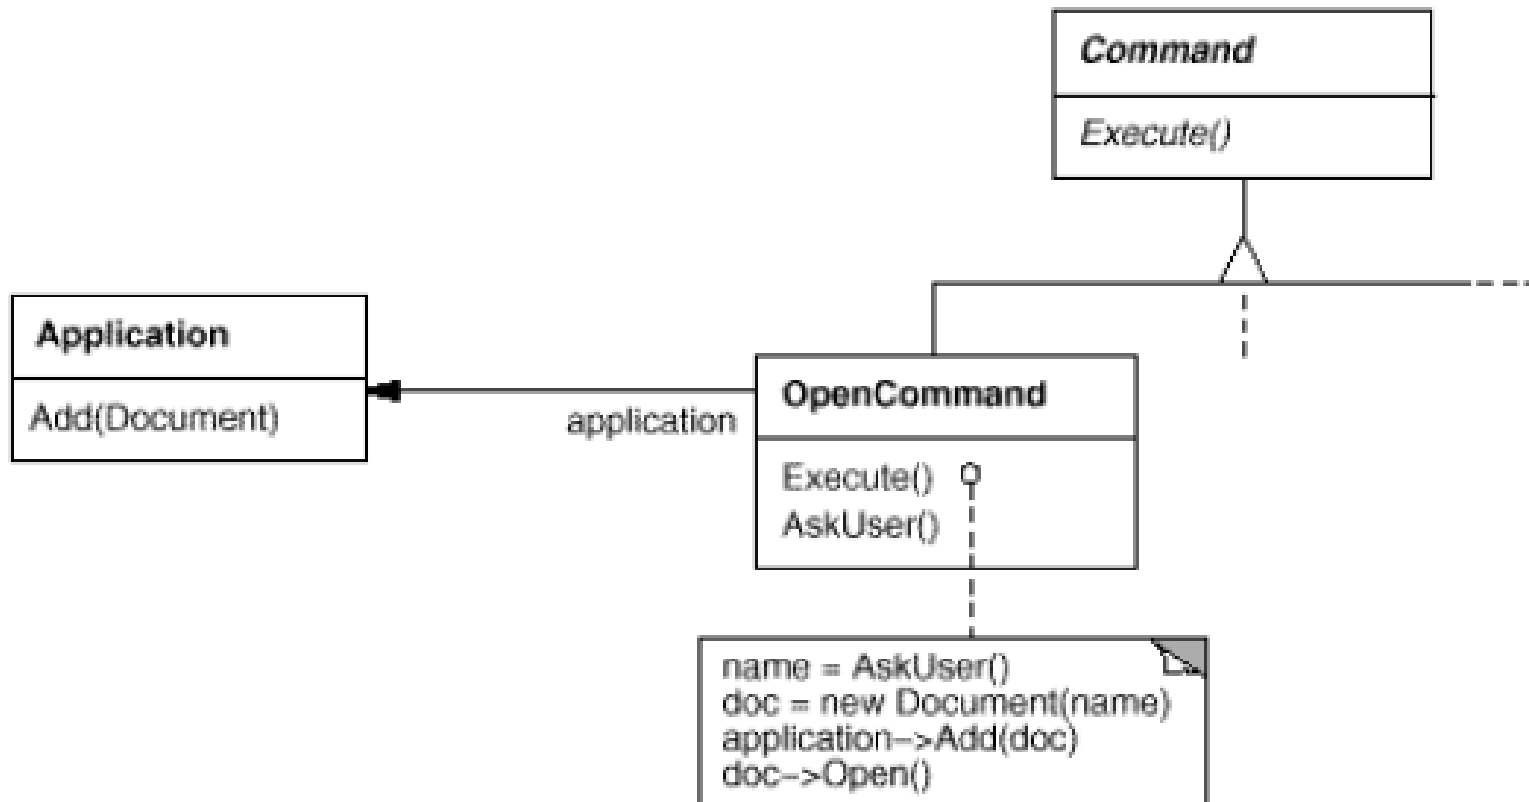 Command
Execute()
Application
Add(Document)
application
OpenCommand
Execute()
AskUser()
name = AskUser()
doc = new Document(name)
application->Add(doc)
doc->Open()